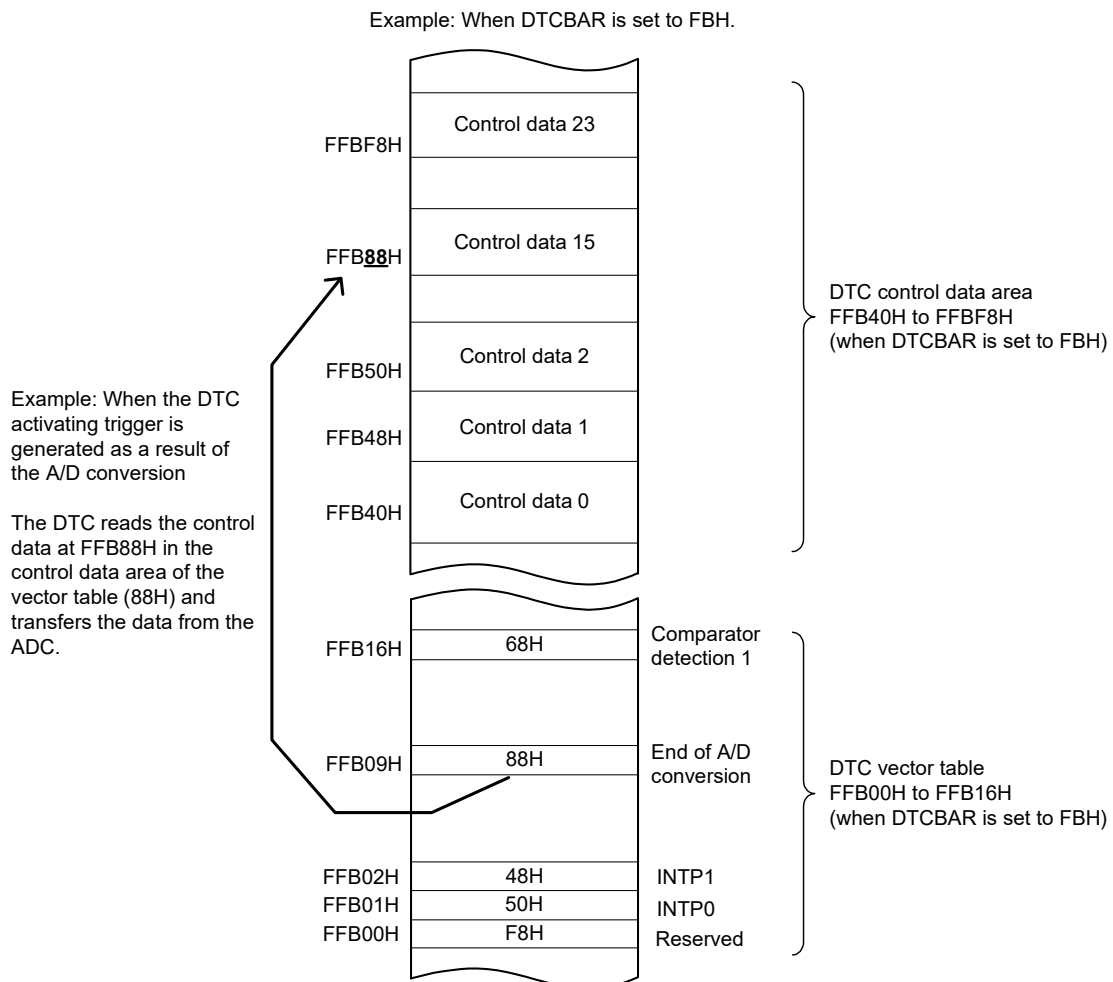 Example: When DTCBAR is set to FBH.
Control data 23
FFBF8H
Control data 15
FFB88H
DTC control data area
FFB40H to FFBF8H
(when DTCBAR is set to FBH)
Control data 2
FFB50H
Example: When the DTC
activating trigger is
generated as a result of
the A/D conversion
Control data 1
FFB48H
Control data 0
FFB40H
The DTC reads the control
data at FFB88H in the
control data area of the
vector table (88H) and
transfers the data from the
ADC.
FFB16H
68H
Comparator
detection 1
FFB09H
88H
End of A/D
conversion
DTC vector table
FFB00H to FFB16H
(when DTCBAR is set to FBH)
FFB02H
48H
INTP1
FFB01H
50H
INTP0
FFB00H
F8H
Reserved